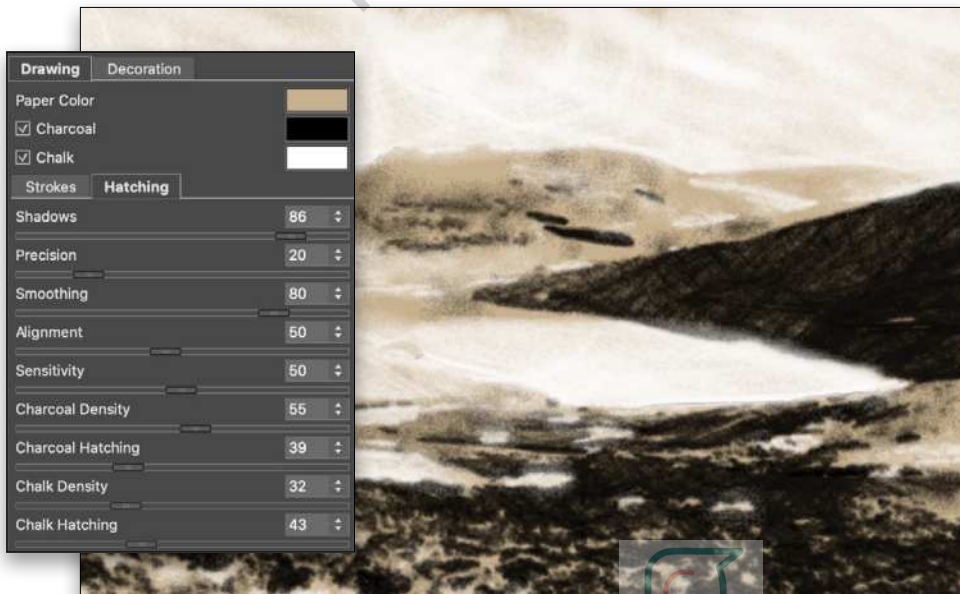 Drawing Decoration
Paper Color
Charcoal
Chalk
Strokes Hatching
Shadows 86
Precision 20
Smoothing 80
Alignment 50
Sensitivity 50
Charcoal Density 55
Charcoal Hatching 39
Chalk Density 32
Chalk Hatching 43